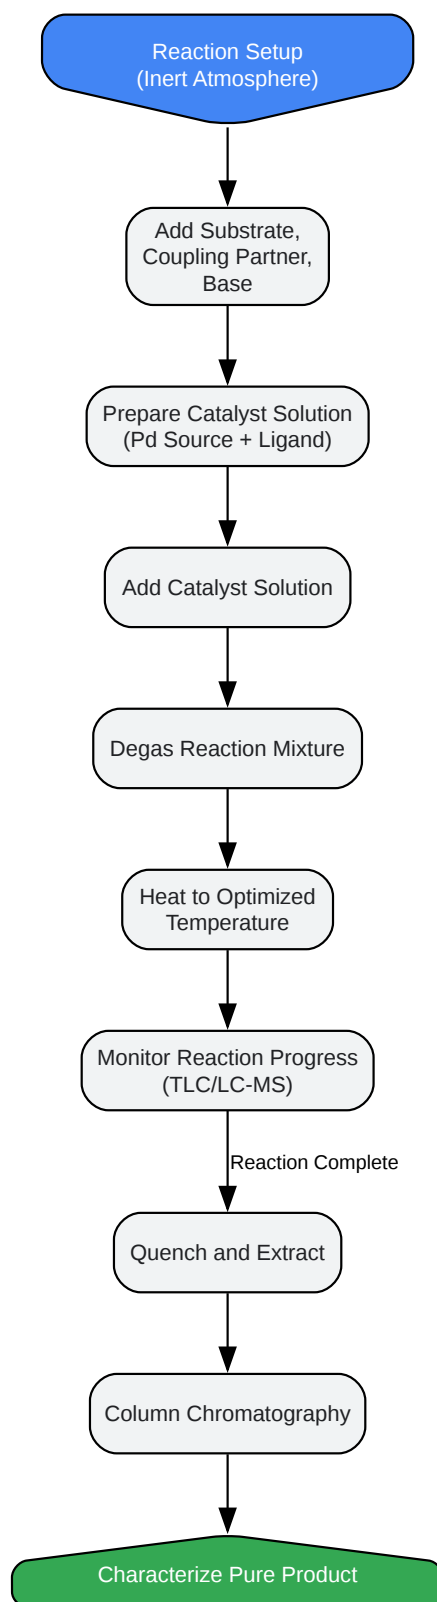 Reaction Setup
(Inert Atmosphere)
Add Substrate,
Coupling Partner,
Base
Prepare Catalyst Solution
(Pd Source + Ligand)
Add Catalyst Solution
Degas Reaction Mixture
Heat to Optimized
Temperature
Monitor Reaction Progress
(TLC/LC-MS)
Reaction Complete
Quench and Extract
Column Chromatography
Characterize Pure Product